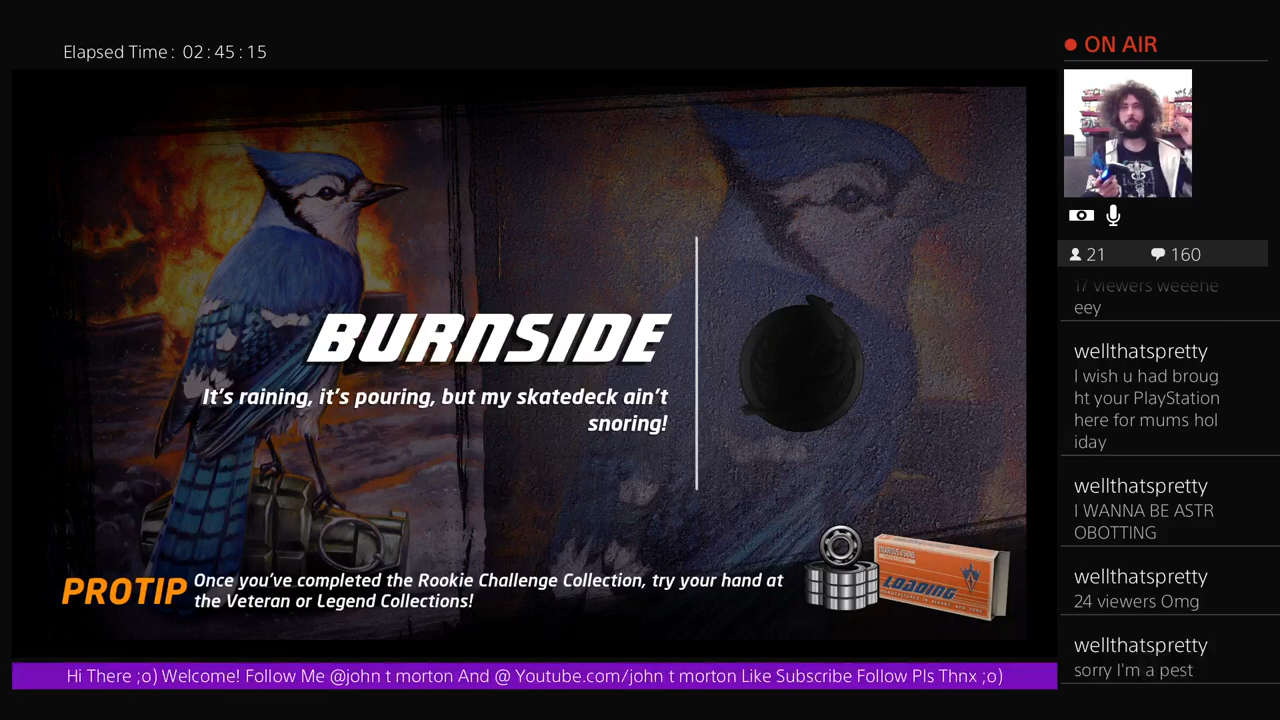 Elapsed Time: 02:45:15
ON AIR
21
160
17 viewers weeehe
eey
wellthatspretty
I wish u had broug
ht your PlayStation
here for mums hol
iday
wellthatspretty
I WANNA BE ASTR
OBOTTING
wellthatspretty
24 viewers Omg
wellthatspretty
sorry I'm a pest
BURNSIDE
It's raining, it's pouring, but my skatedeck ain't
snoring!
PROTIP
Once you've completed the Rookie Challenge Collection, try your hand at
the Veteran or Legend Collections!
LOADING
Hi There ;o) Welcome! Follow Me @john t morton And @ Youtube.com/john t morton Like Subscribe Follow Pls Thnx ;o)